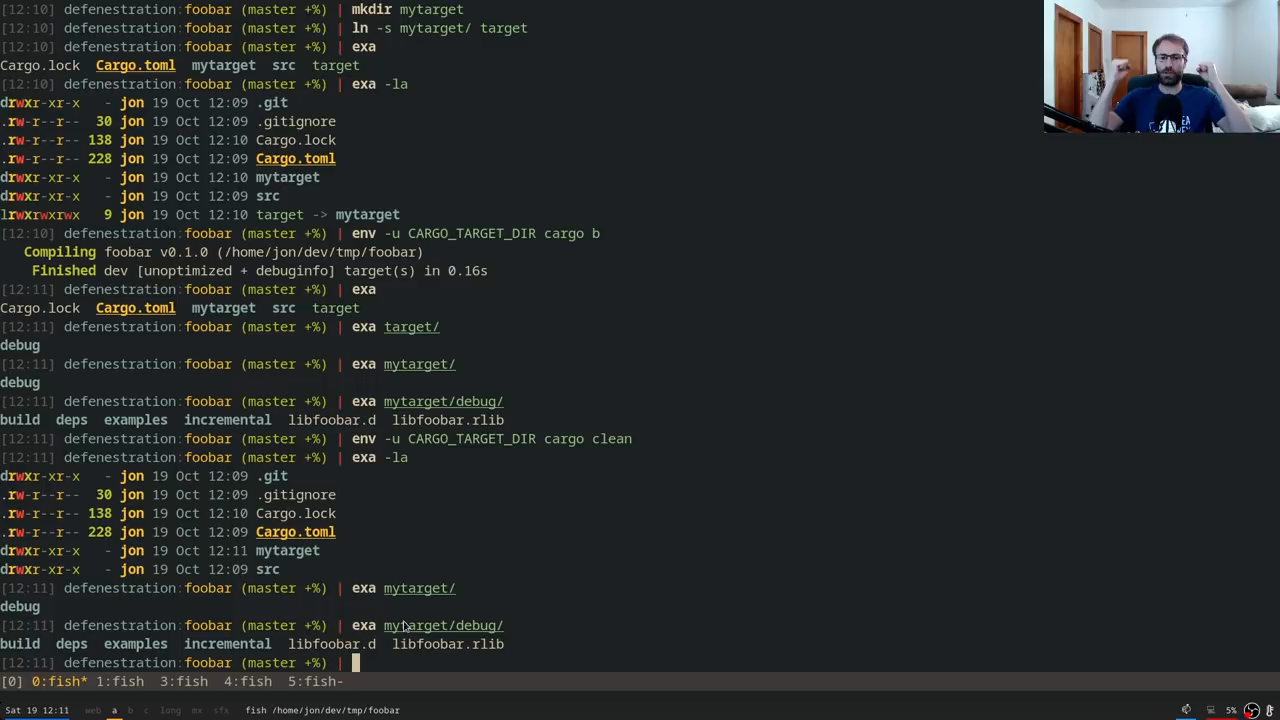 [12:10] defenestration:foobar (master +%) | mkdir mytarget
[12:10] defenestration:foobar (master +%) | ln -s mytarget/ target
[12:10] defenestration:foobar (master +%) | exa
Cargo.lock  Cargo.toml  mytarget  src  target
[12:10] defenestration:foobar (master +%) | exa -la
drwxr-xr-x   - jon 19 Oct 12:09 .git
.rw-r--r--  30 jon 19 Oct 12:09 .gitignore
.rw-r--r-- 138 jon 19 Oct 12:10 Cargo.lock
.rw-r--r-- 228 jon 19 Oct 12:09 Cargo.toml
drwxr-xr-x   - jon 19 Oct 12:10 mytarget
drwxr-xr-x   - jon 19 Oct 12:09 src
lrwxrwxrwx   9 jon 19 Oct 12:10 target -> mytarget
[12:10] defenestration:foobar (master +%) | env -u CARGO_TARGET_DIR cargo b
   Compiling foobar v0.1.0 (/home/jon/dev/tmp/foobar)
    Finished dev [unoptimized + debuginfo] target(s) in 0.16s
[12:11] defenestration:foobar (master +%) | exa
Cargo.lock  Cargo.toml  mytarget  src  target
[12:11] defenestration:foobar (master +%) | exa target/
debug
[12:11] defenestration:foobar (master +%) | exa mytarget/
debug
[12:11] defenestration:foobar (master +%) | exa mytarget/debug/
build  deps  examples  incremental  libfoobar.d  libfoobar.rlib
[12:11] defenestration:foobar (master +%) | env -u CARGO_TARGET_DIR cargo clean
[12:11] defenestration:foobar (master +%) | exa -la
drwxr-xr-x   - jon 19 Oct 12:09 .git
.rw-r--r--  30 jon 19 Oct 12:09 .gitignore
.rw-r--r-- 138 jon 19 Oct 12:10 Cargo.lock
.rw-r--r-- 228 jon 19 Oct 12:09 Cargo.toml
drwxr-xr-x   - jon 19 Oct 12:11 mytarget
drwxr-xr-x   - jon 19 Oct 12:09 src
[12:11] defenestration:foobar (master +%) | exa mytarget/
debug
[12:11] defenestration:foobar (master +%) | exa mytarget/debug/
build  deps  examples  incremental  libfoobar.d  libfoobar.rlib
[12:11] defenestration:foobar (master +%) |
[0] 0:fish* 1:fish  3:fish  4:fish  5:fish-
Sat 19 12:11 web a b c long mx sfx fish /home/jon/dev/tmp/foobar 5%